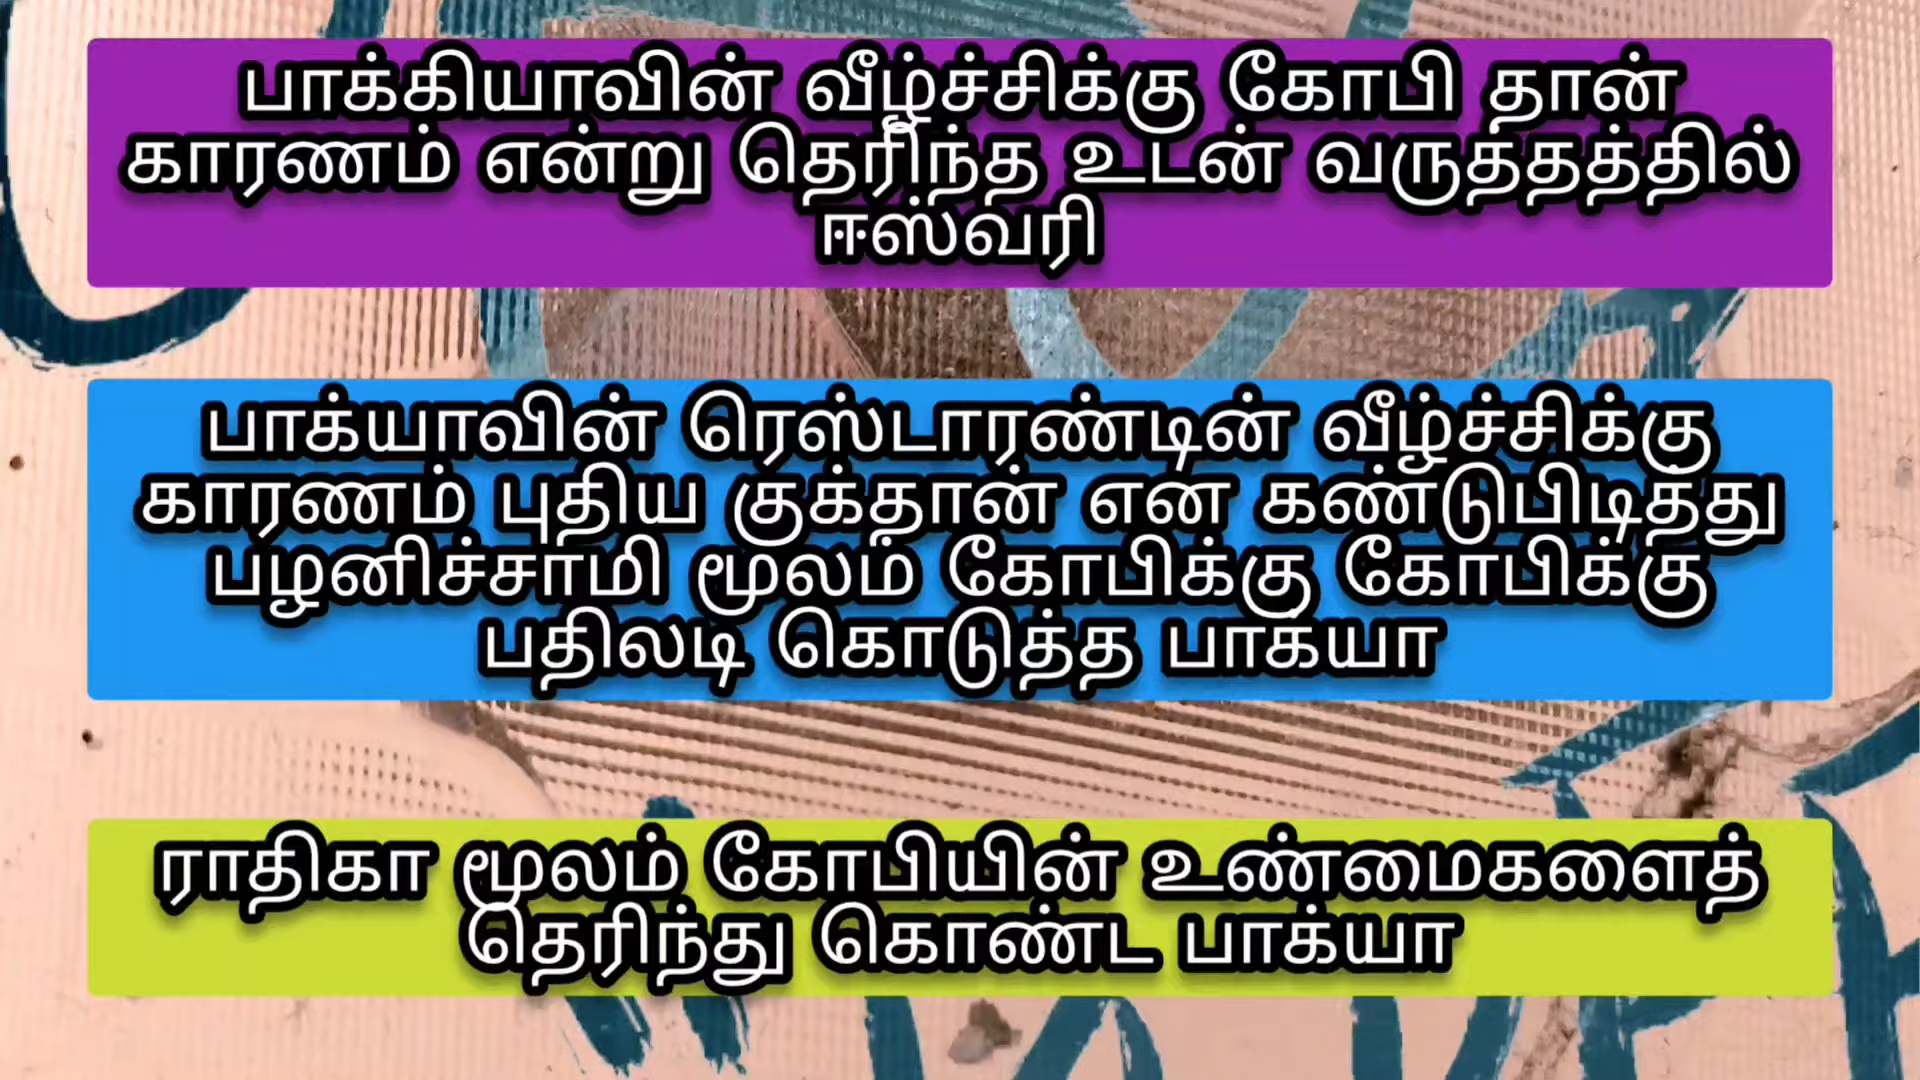 பாக்கியாவின் வீழ்ச்சிக்கு கோபி தான்
காரணம் என்று தெரிந்த உடன் வருத்தத்தில்
ஈஸ்வரி
பாக்யாவின் ரெஸ்டாரண்டின் வீழ்ச்சிக்கு
காரணம் புதிய குக்தான் என கண்டுபிடித்து
பழனிச்சாமி மூலம் கோபிக்கு கோபிக்கு
பதிலடி கொடுத்த பாக்யா
ராதிகா மூலம் கோபியின் உண்மைகளைத்
தெரிந்து கொண்ட பாக்யா